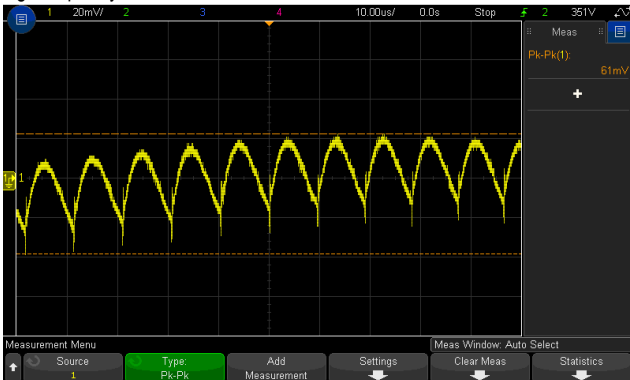 1 20mV/ 2 3 4 10.00us/ 0.0s Stop 2 351V
Meas
Pk-Pk(1):
61mV
1
Measurement Menu
Meas Window: Auto Select
Source
1
Type:
Pk-Pk
Add
Measurement
Settings
Clear Meas
Statistics